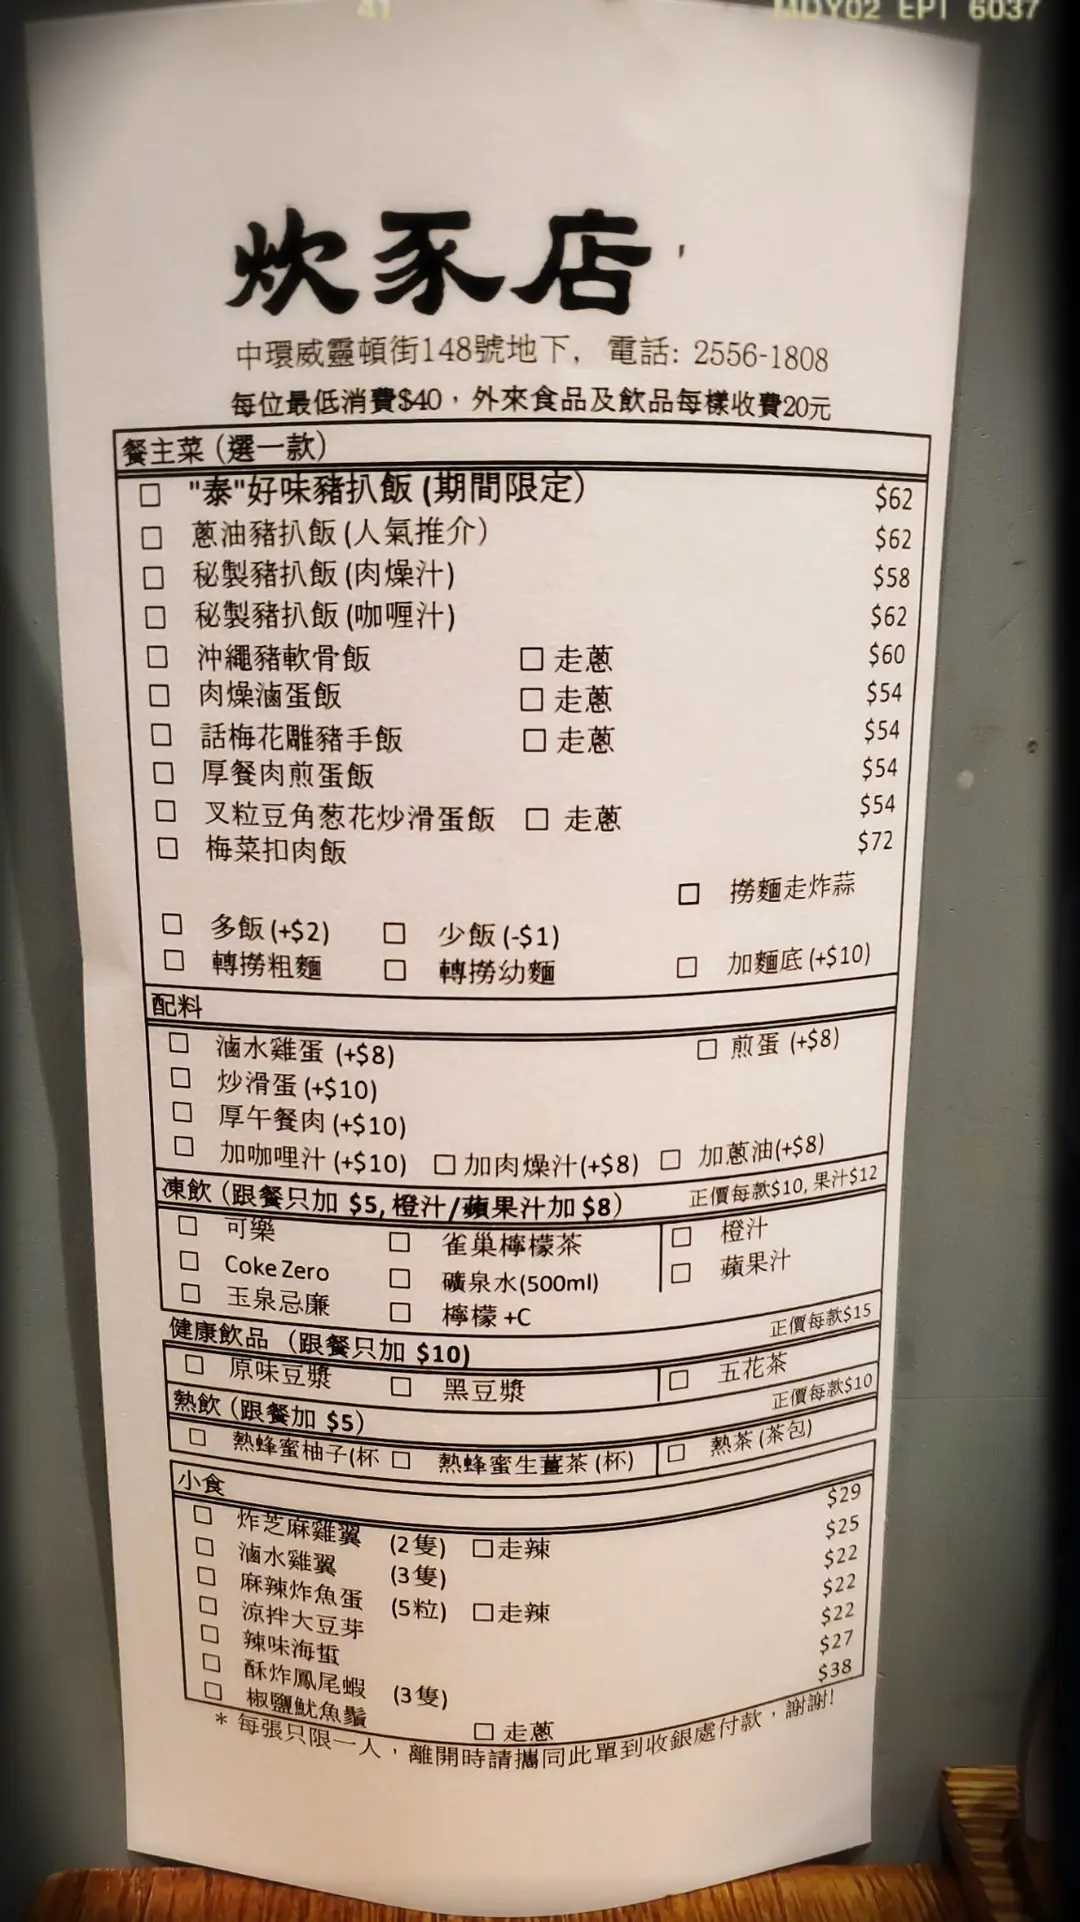 41 MDY02 EPT 6037
炊豕店
中環威靈頓街148號地下, 電話: 2556-1808
每位最低消費$40，外來食品及飲品每樣收費20元
餐主菜 (選一款)
☐ "泰"好味豬扒飯 (期間限定) $62
☐ 蔥油豬扒飯 (人氣推介) $62
☐ 秘製豬扒飯 (肉燥汁) $58
☐ 秘製豬扒飯 (咖喱汁) $62
☐ 沖繩豬軟骨飯 ☐ 走蔥 $60
☐ 肉燥滷蛋飯 ☐ 走蔥 $54
☐ 話梅花雕豬手飯 ☐ 走蔥 $54
☐ 厚餐肉煎蛋飯 $54
☐ 叉粒豆角葱花炒滑蛋飯 ☐ 走蔥 $54
☐ 梅菜扣肉飯 $72
☐ 撈麵走炸蒜
☐ 多飯 (+$2) ☐ 少飯 (-$1)
☐ 轉撈粗麵 ☐ 轉撈幼麵 ☐ 加麵底 (+$10)
配料
☐ 滷水雞蛋 (+$8) ☐ 煎蛋 (+$8)
☐ 炒滑蛋 (+$10)
☐ 厚午餐肉 (+$10)
☐ 加咖哩汁 (+$10) ☐ 加肉燥汁 (+$8) ☐ 加蔥油(+$8)
凍飲 (跟餐只加 $5, 橙汁/蘋果汁加 $8) 正價每款$10, 果汁$12
☐ 可樂 ☐ 雀巢檸檬茶 ☐ 橙汁
☐ Coke Zero ☐ 礦泉水(500ml) ☐ 蘋果汁
☐ 玉泉忌廉 ☐ 檸檬 +C
健康飲品 (跟餐只加 $10) 正價每款$15
☐ 原味豆漿 ☐ 黑豆漿 ☐ 五花茶
熱飲 (跟餐加 $5) 正價每款$10
☐ 熱蜂蜜柚子(杯 ☐ 熱蜂蜜生薑茶 (杯) ☐ 熱茶 (茶包)
小食
☐ 炸芝麻雞翼 (2隻) ☐走辣 $29
☐ 滷水雞翼 (3隻) $25
☐ 麻辣炸魚蛋 (5粒) ☐走辣 $22
☐ 涼拌大豆芽 $22
☐ 辣味海蜇 $22
☐ 酥炸鳳尾蝦 (3隻) $27
☐ 椒鹽魷魚鬚 ☐ 走蔥 $38
* 每張只限一人，離開時請攜同此單到收銀處付款，謝謝!